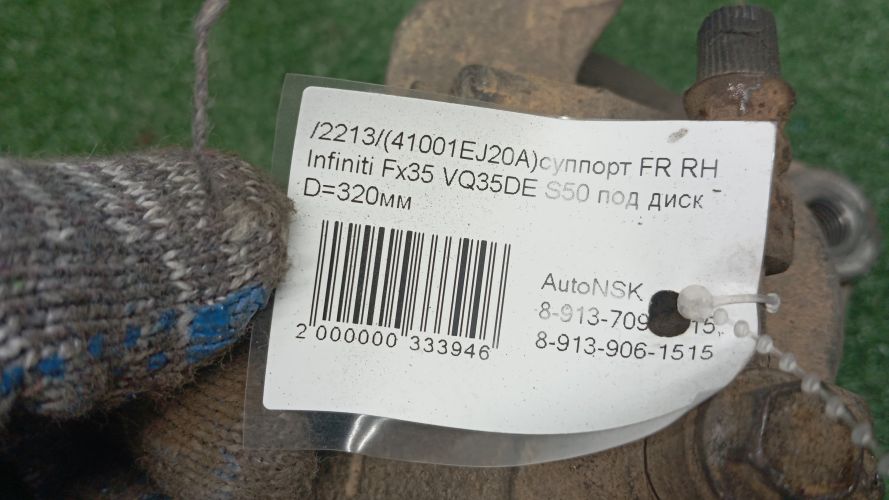 /2213/(41001EJ20A)суппорт FR RH
Infiniti Fx35 VQ35DE S50 под диск -
D=320мм
2 000000 333946
AutoNSK
8-913-906-1515